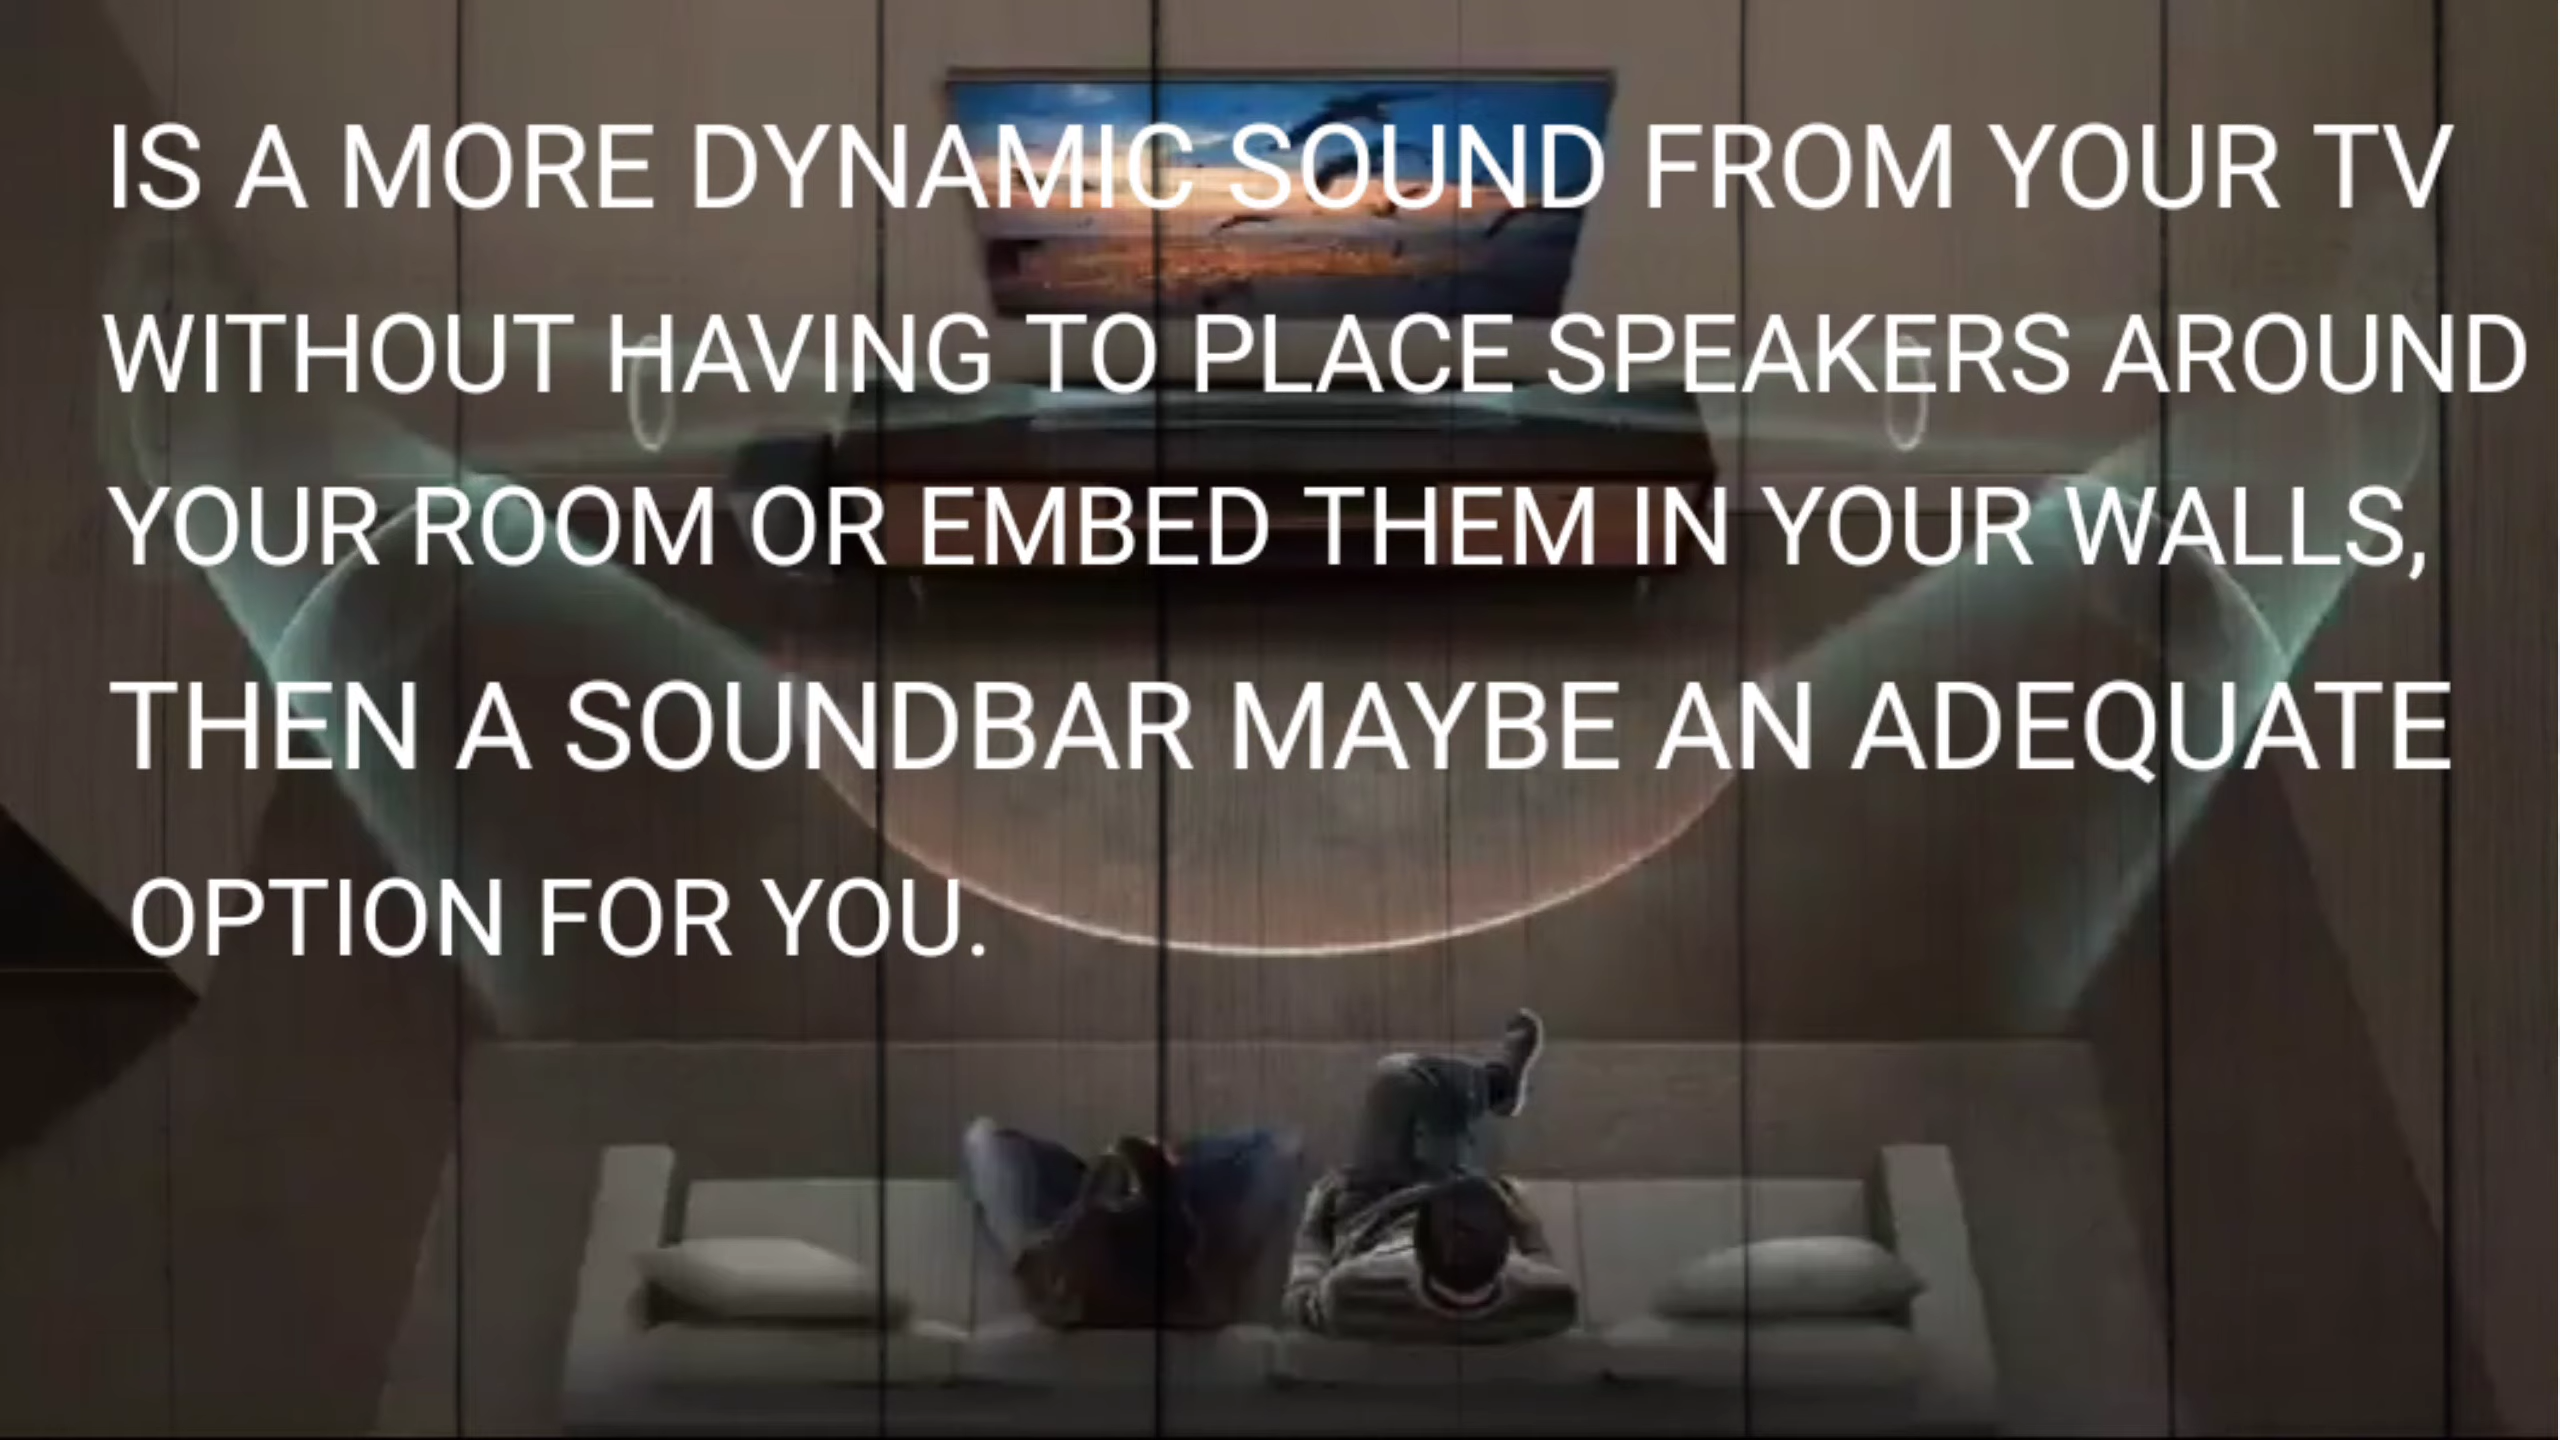 IS A MORE DYNAMIC SOUND FROM YOUR TV
WITHOUT HAVING TO PLACE SPEAKERS AROUND
YOUR ROOM OR EMBED THEM IN YOUR WALLS,
THEN A SOUNDBAR MAYBE AN ADEQUATE
OPTION FOR YOU.